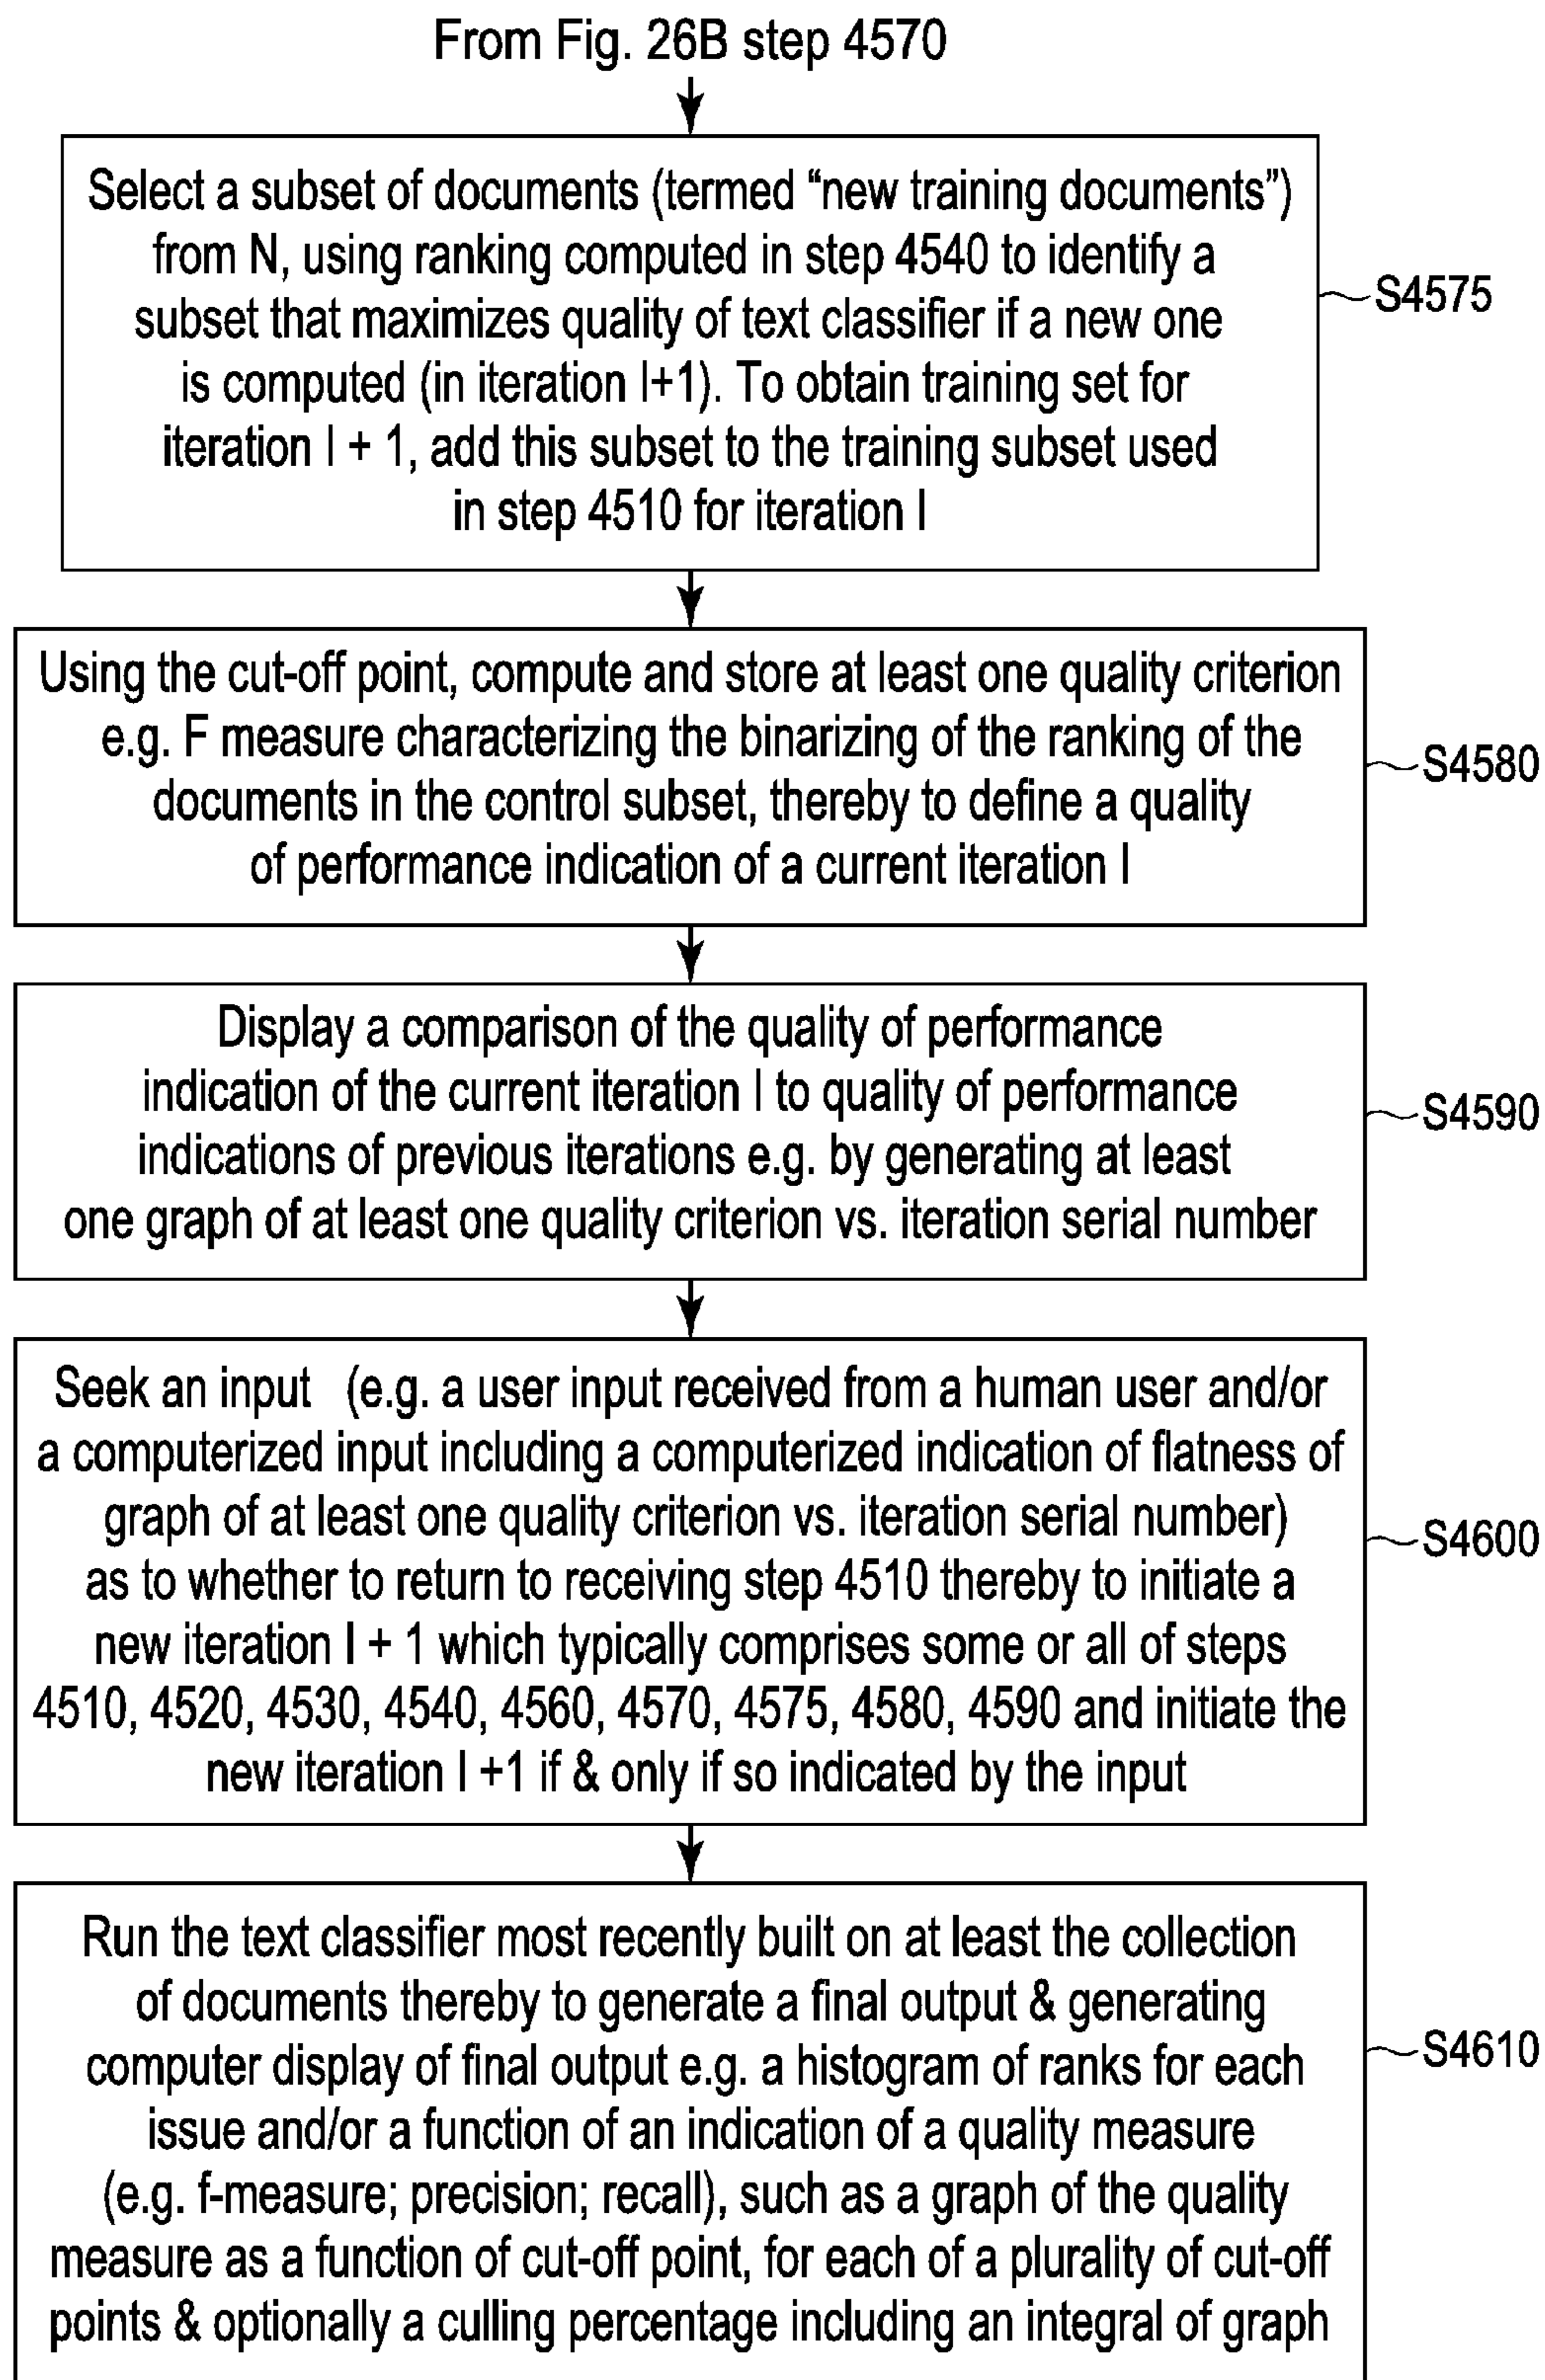 From Fig. 26B step 4570
Select a subset of documents (termed “new training documents”)
from N, using ranking computed in step 4540 to identify a
subset that maximizes quality of text classifier if a new one
is computed (in iteration I+1). To obtain training set for
iteration I + 1, add this subset to the training subset used
in step 4510 for iteration I
S4575
Using the cut-off point, compute and store at least one quality criterion
e.g. F measure characterizing the binarizing of the ranking of the
documents in the control subset, thereby to define a quality
of performance indication of a current iteration I
S4580
Display a comparison of the quality of performance
indication of the current iteration I to quality of performance
indications of previous iterations e.g. by generating at least
one graph of at least one quality criterion vs. iteration serial number
S4590
Seek an input (e.g. a user input received from a human user and/or
a computerized input including a computerized indication of flatness of
graph of at least one quality criterion vs. iteration serial number)
as to whether to return to receiving step 4510 thereby to initiate a
new iteration I + 1 which typically comprises some or all of steps
4510, 4520, 4530, 4540, 4560, 4570, 4575, 4580, 4590 and initiate the
new iteration I +1 if & only if so indicated by the input
S4600
Run the text classifier most recently built on at least the collection
of documents thereby to generate a final output & generating
computer display of final output e.g. a histogram of ranks for each
issue and/or a function of an indication of a quality measure
(e.g. f-measure; precision; recall), such as a graph of the quality
measure as a function of cut-off point, for each of a plurality of cut-off
points & optionally a culling percentage including an integral of graph
S4610